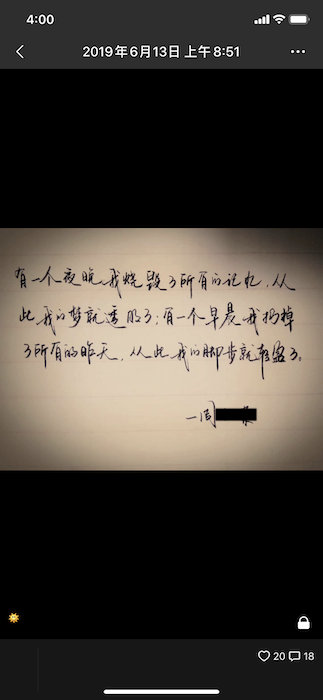 4:00
2019年6月13日 上午8:51
有一个夜晚我烧毁了所有的记忆，从
此我的梦就透明了；有一个早晨我扔掉
了所有的昨天，从此我的脚步就轻盈了。
—周
20 18